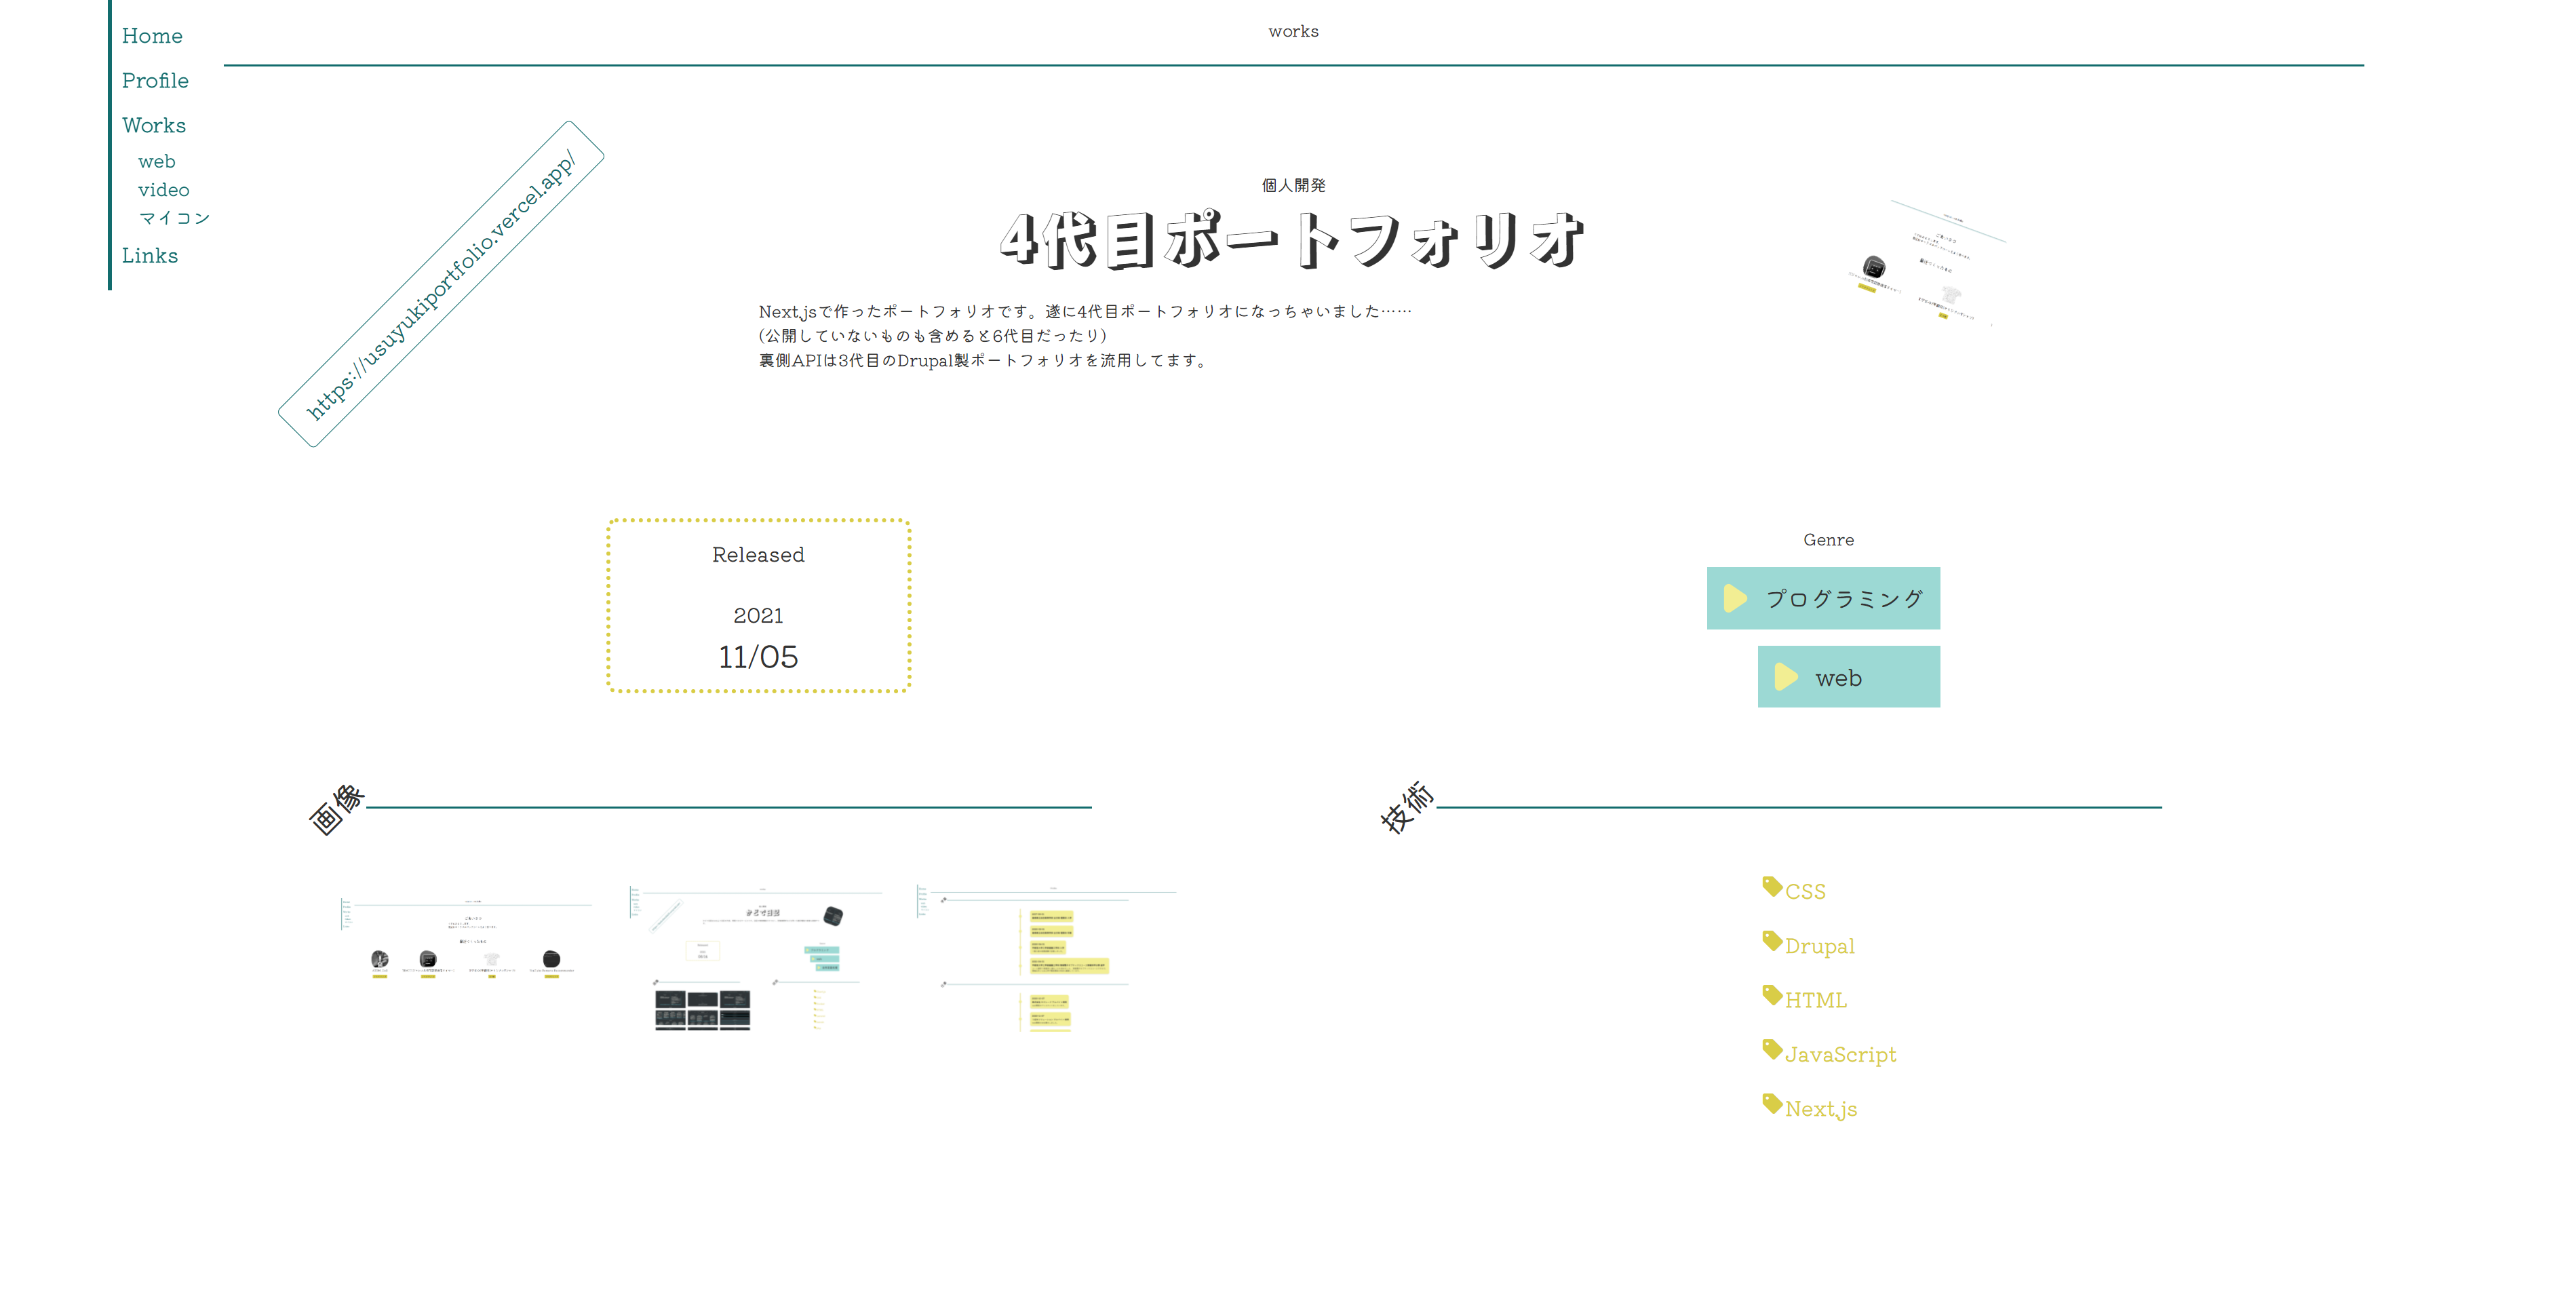 Home
Profile
Works
web
video
マイコン
Links
works
https://usuyukiportfolio.vercel.app/
個人開発
4代目ポートフォリオ
Next.jsで作ったポートフォリオです。遂に4代目ポートフォリオになっちゃいました……
(公開していないものも含めると6代目だったり)
裏側APIは3代目のDrupal製ポートフォリオを流用してます。
Released
2021
11/05
Genre
プログラミング
web
画像
技術
CSS
Drupal
HTML
JavaScript
Next.js